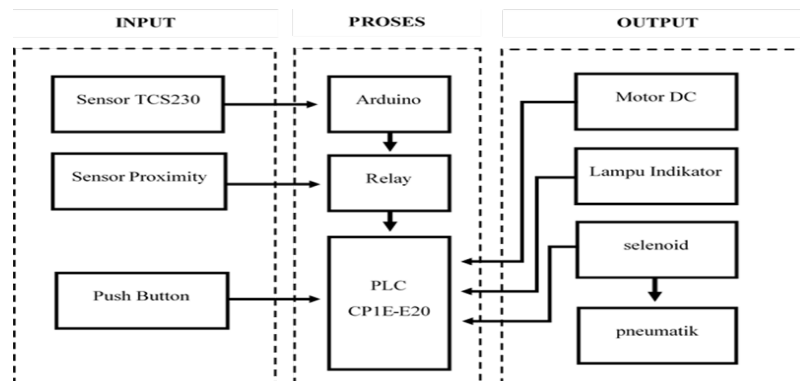 INPUT
PROSES
OUTPUT
Sensor TCS230
Arduino
Motor DC
Sensor Proximity
Relay
Lampu Indikator
Push Button
PLC
CP1E-E20
selenoid
pneumatik